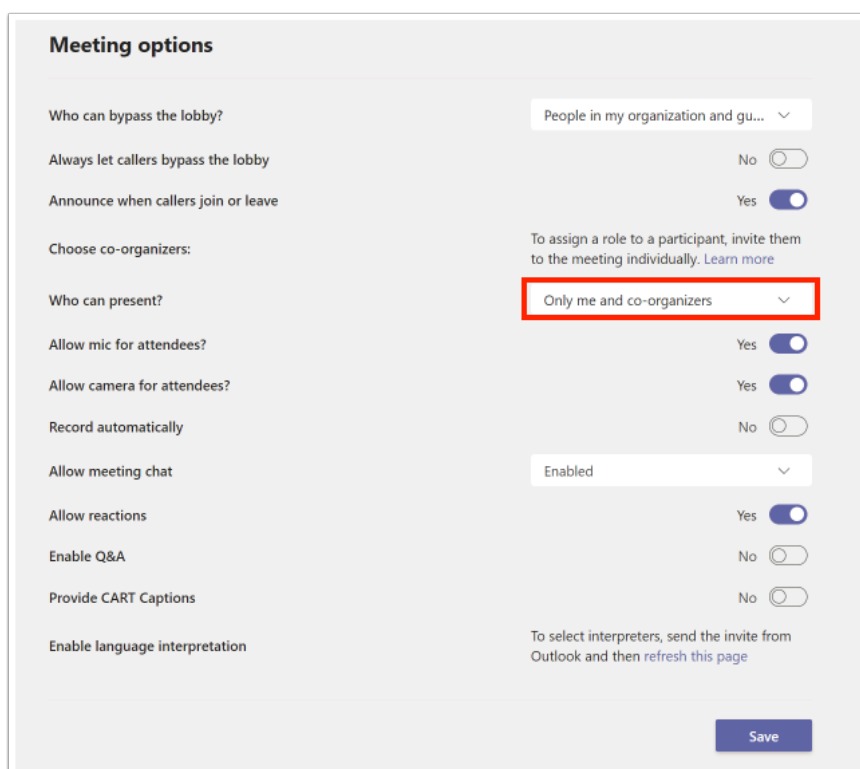 Meeting options
Who can bypass the lobby? People in my organization and gu...
Always let callers bypass the lobby No
Announce when callers join or leave Yes
Choose co-organizers: To assign a role to a participant, invite them
to the meeting individually. Learn more
Who can present? Only me and co-organizers
Allow mic for attendees? Yes
Allow camera for attendees? Yes
Record automatically No
Allow meeting chat Enabled
Allow reactions Yes
Enable Q&A No
Provide CART Captions No
Enable language interpretation To select interpreters, send the invite from
Outlook and then refresh this page
Save